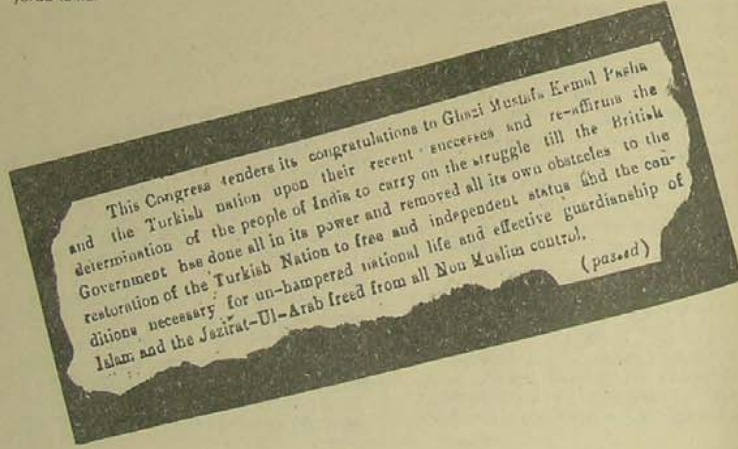 This Congress tenders its congratulations to Ghazi Mustafa Kemal Pasha
and the Turkish nation upon their recent successes and re-affirms the
determination of the people of India to carry on the struggle till the British
Government has done all in its power and removed all its own obstacles to the
restoration of the Turkish Nation to free and independent status and the con-
ditions necessary for un-hampered national life and effective guardianship of
Islam and the Jazirat-Ul-Arab freed from all Non Muslim control.
(passed)